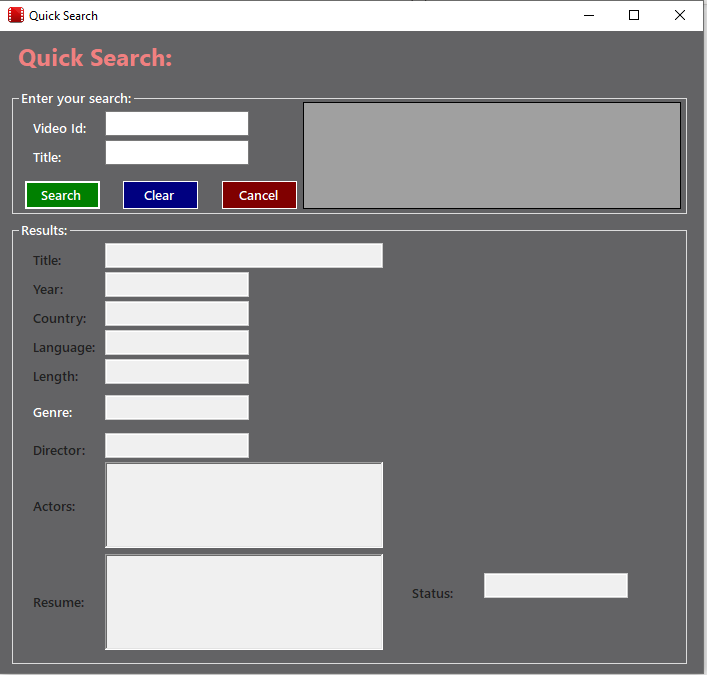 Quick Search
Quick Search:
Enter your search:
Video Id:
Title:
Search
Clear
Cancel
Results:
Title:
Year:
Country:
Language:
Length:
Genre:
Director:
Actors:
Resume:
Status: